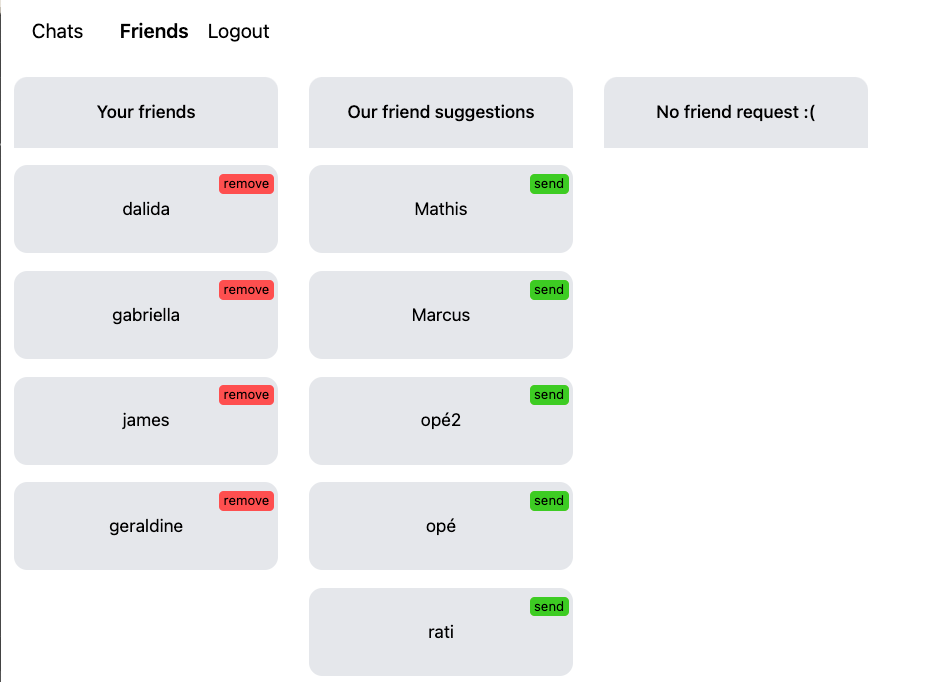 Chats Friends Logout
Your friends
remove
dalida
remove
gabriella
remove
james
remove
geraldine
Our friend suggestions
send
Mathis
send
Marcus
send
opé2
send
opé
send
rati
No friend request :(